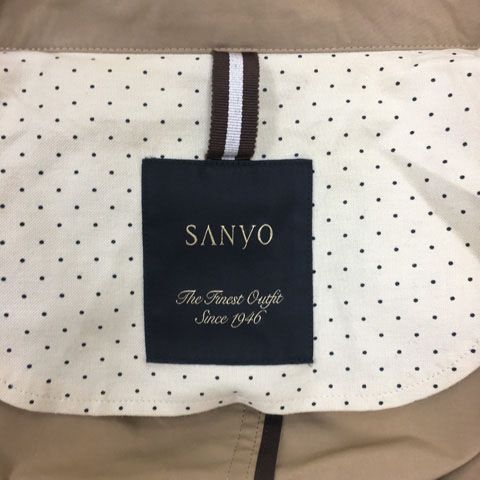 SANYO
The Finest Outfit
Since 1946